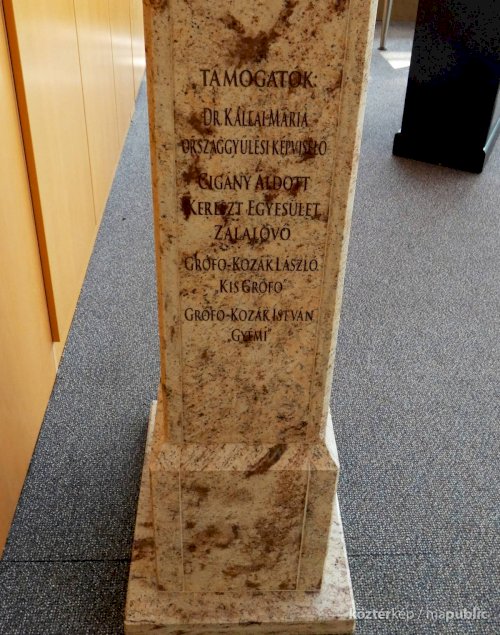 TÁMOGATÓK:
DR. KÁLLAI MÁRIA
ORSZÁGGYŰLÉSI KÉPVISELŐ
CIGÁNY ÁLDOTT
KERESZT EGYESÜLET
ZALALÖVŐ
GRÓFO-KOZÁK LÁSZLÓ
„KIS GRÓFO"
GRÓFO-KOZÁK ISTVÁN
„GYÉMI"
köztérkép / mapublic